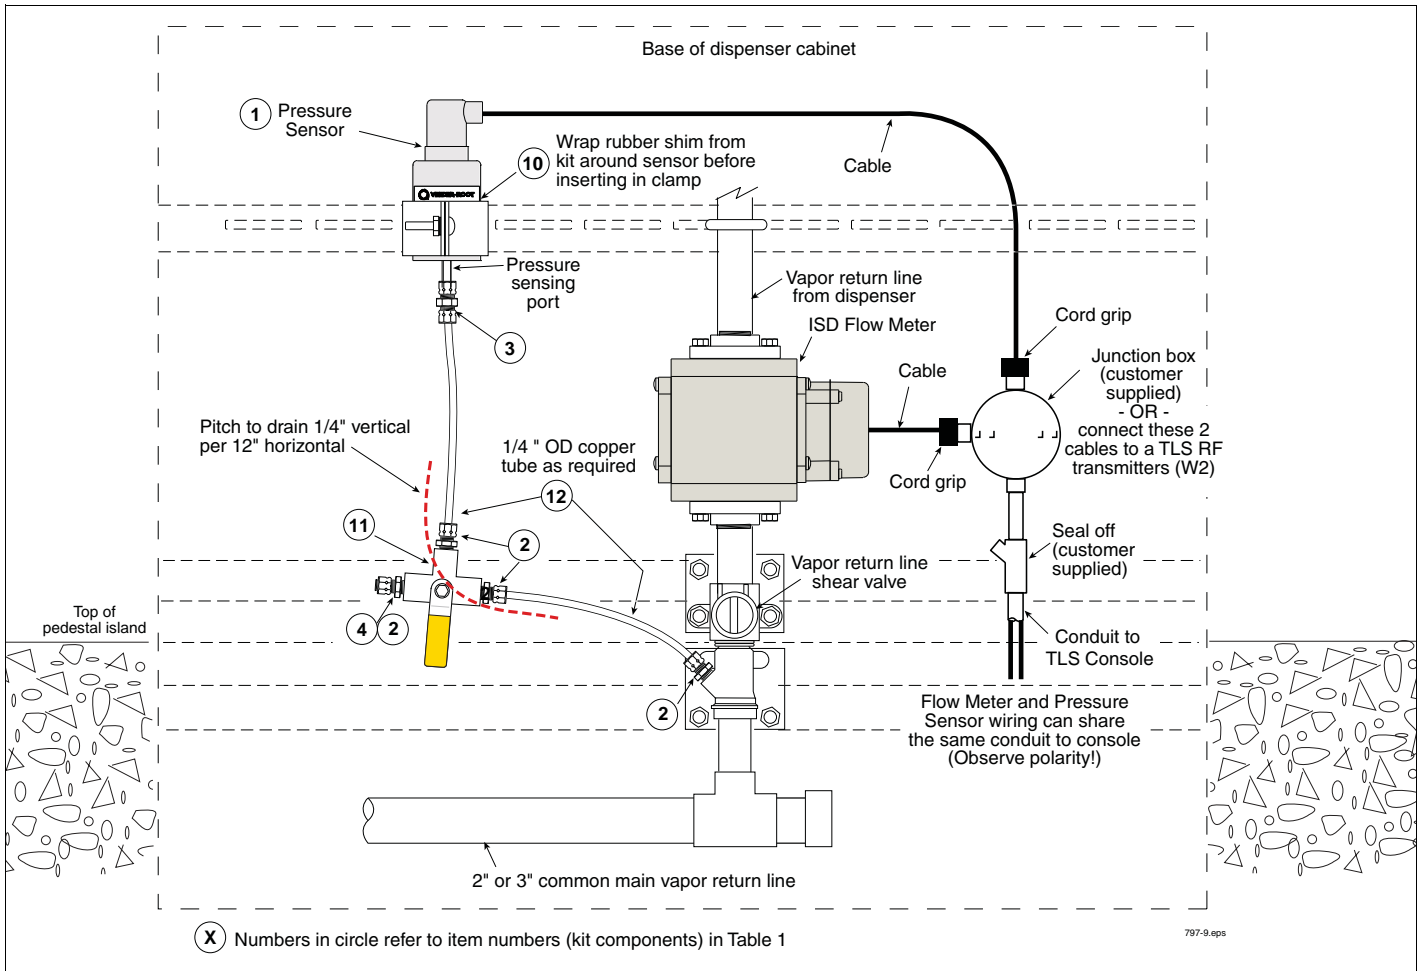 Base of dispenser cabinet
1
Pressure
Sensor
10
Wrap rubber shim from
kit around sensor before
inserting in clamp
Cable
VEEDER-ROOT
Pressure
sensing
port
Vapor return line
from dispenser
ISD Flow Meter
Cord grip
3
Cable
Junction box
(customer
supplied)
- OR -
connect these 2
cables to a TLS RF
transmitters (W2)
Pitch to drain 1/4" vertical
per 12" horizontal
1/4 " OD copper
tube as required
Cord grip
12
11
2
Seal off
(customer
supplied)
Vapor return line
shear valve
Top of
pedestal island
4
2
Conduit to
TLS Console
2
Flow Meter and Pressure
Sensor wiring can share
the same conduit to console
(Observe polarity!)
2" or 3" common main vapor return line
X
Numbers in circle refer to item numbers (kit components) in Table 1
797-9.eps